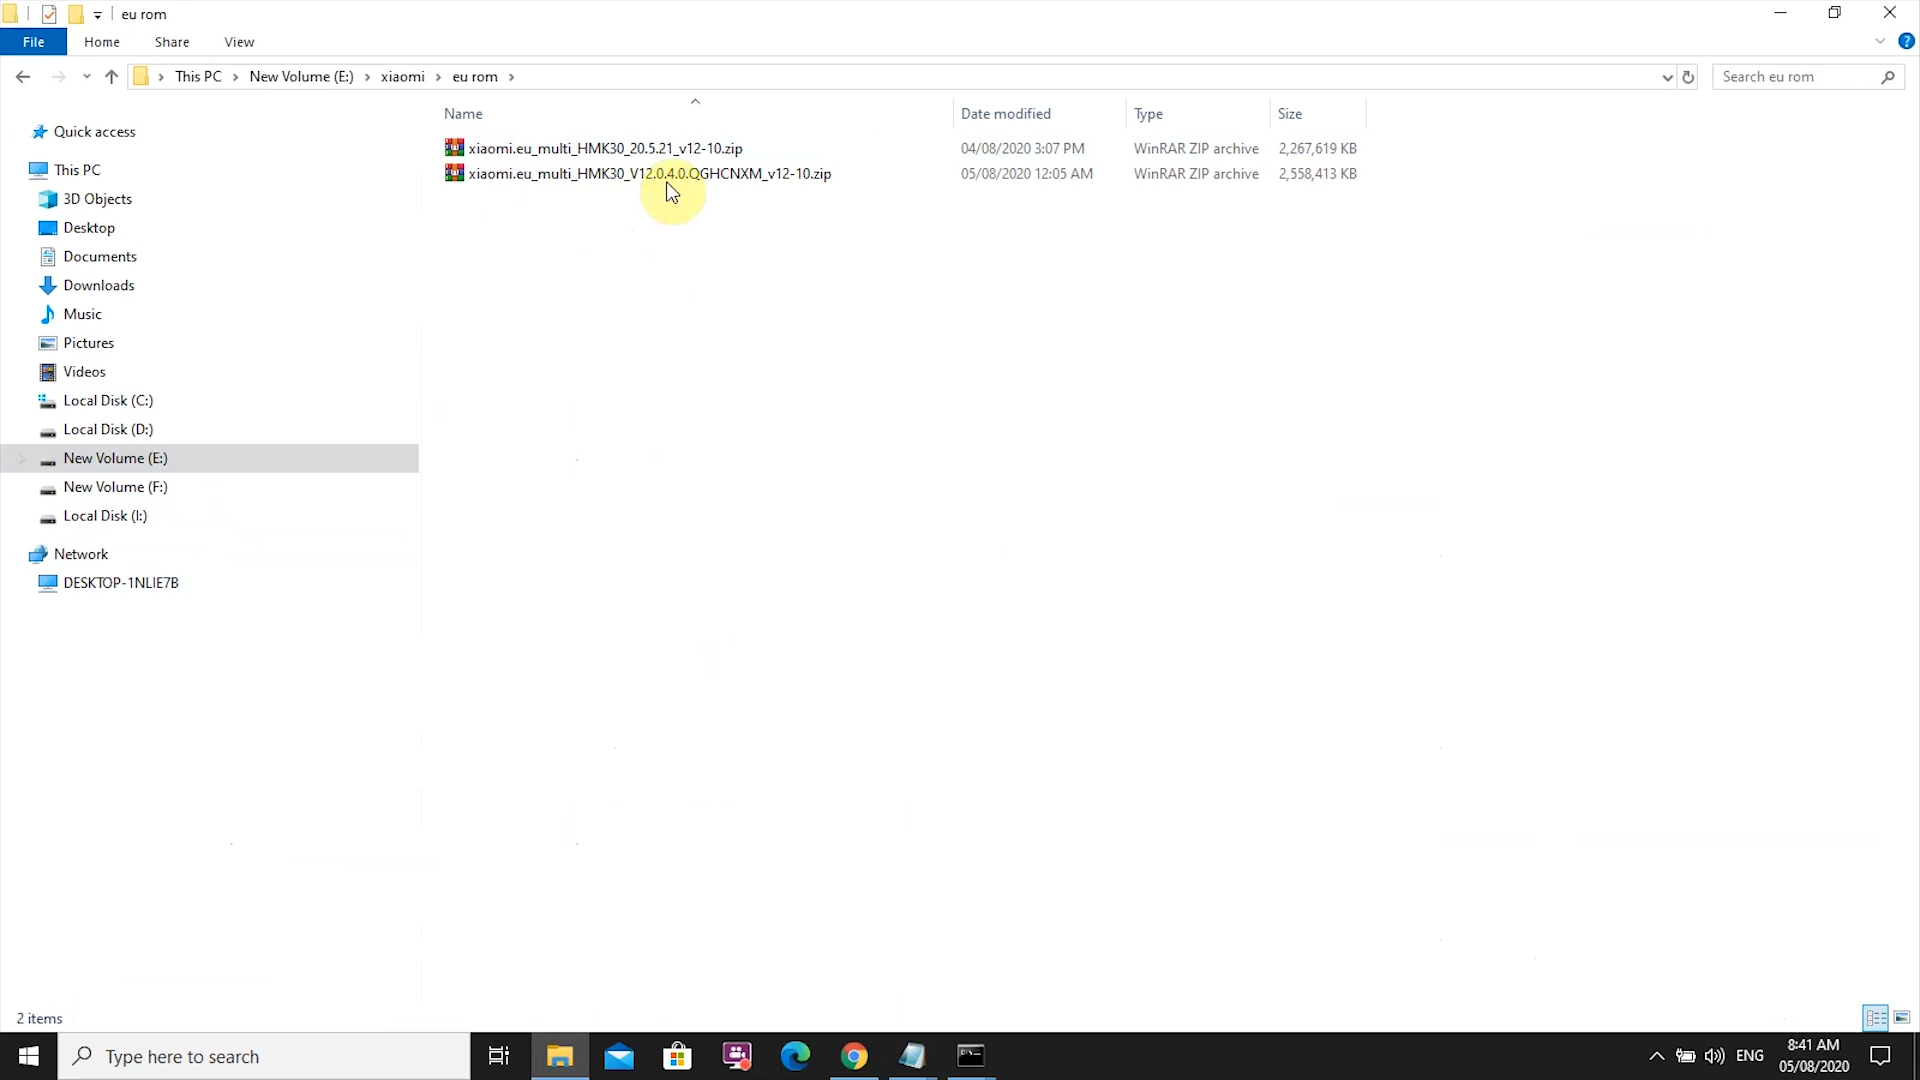 eu rom
File Home Share View
This PC New Volume (E:) xiaomi eu rom
Search eu rom
Name Date modified Type Size
xiaomi.eu_multi_HMK30_20.5.21_v12-10.zip 04/08/2020 3:07 PM WinRAR ZIP archive 2,267,619 KB
xiaomi.eu_multi_HMK30_V12.0.4.0.QGHCNXM_v12-10.zip 05/08/2020 12:05 AM WinRAR ZIP archive 2,558,413 KB
Quick access
This PC
3D Objects
Desktop
Documents
Downloads
Music
Pictures
Videos
Local Disk (C:)
Local Disk (D:)
New Volume (E:)
New Volume (F:)
Local Disk (I:)
Network
DESKTOP-1NLIE7B
2 items
Type here to search
ENG
8:41 AM
05/08/2020